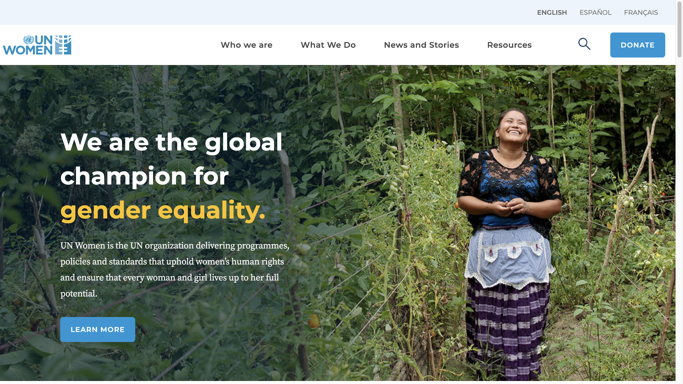 ENGLISH ESPAÑOL FRANÇAIS
UN
WOMEN
Who we are What We Do News and Stories Resources DONATE
We are the global
champion for
gender equality.
UN Women is the UN organization delivering programmes,
policies and standards that uphold women's human rights
and ensure that every woman and girl lives up to her full
potential.
LEARN MORE